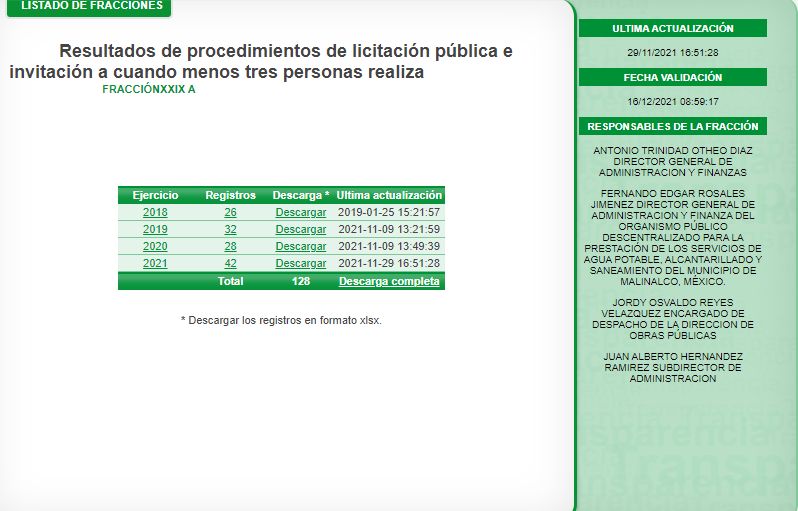 LISTADO DE FRACCIONES
Resultados de procedimientos de licitación pública e
invitación a cuando menos tres personas realiza
FRACCIÓNXXIX A
Ejercicio Registros Descarga * Ultima actualización
2018 26 Descargar 2019-01-25 15:21:57
2019 32 Descargar 2021-11-09 13:21:59
2020 28 Descargar 2021-11-09 13:49:39
2021 42 Descargar 2021-11-29 16:51:28
Total 128 Descarga completa
* Descargar los registros en formato xlsx.
ULTIMA ACTUALIZACIÓN
29/11/2021 16:51:28
FECHA VALIDACIÓN
16/12/2021 08:59:17
RESPONSABLES DE LA FRACCIÓN
ANTONIO TRINIDAD OTHEO DIAZ
DIRECTOR GENERAL DE
ADMINISTRACION Y FINANZAS
FERNANDO EDGAR ROSALES
JIMENEZ DIRECTOR GENERAL DE
ADMINISTRACION Y FINANZA DEL
ORGANISMO PÚBLICO
DESCENTRALIZADO PARA LA
PRESTACIÓN DE LOS SERVICIOS DE
AGUA POTABLE, ALCANTARILLADO Y
SANEAMIENTO DEL MUNICIPIO DE
MALINALCO, MÉXICO.
JORDY OSVALDO REYES
VELAZQUEZ ENCARGADO DE
DESPACHO DE LA DIRECCION DE
OBRAS PÚBLICAS
JUAN ALBERTO HERNANDEZ
RAMIREZ SUBDIRECTOR DE
ADMINISTRACION